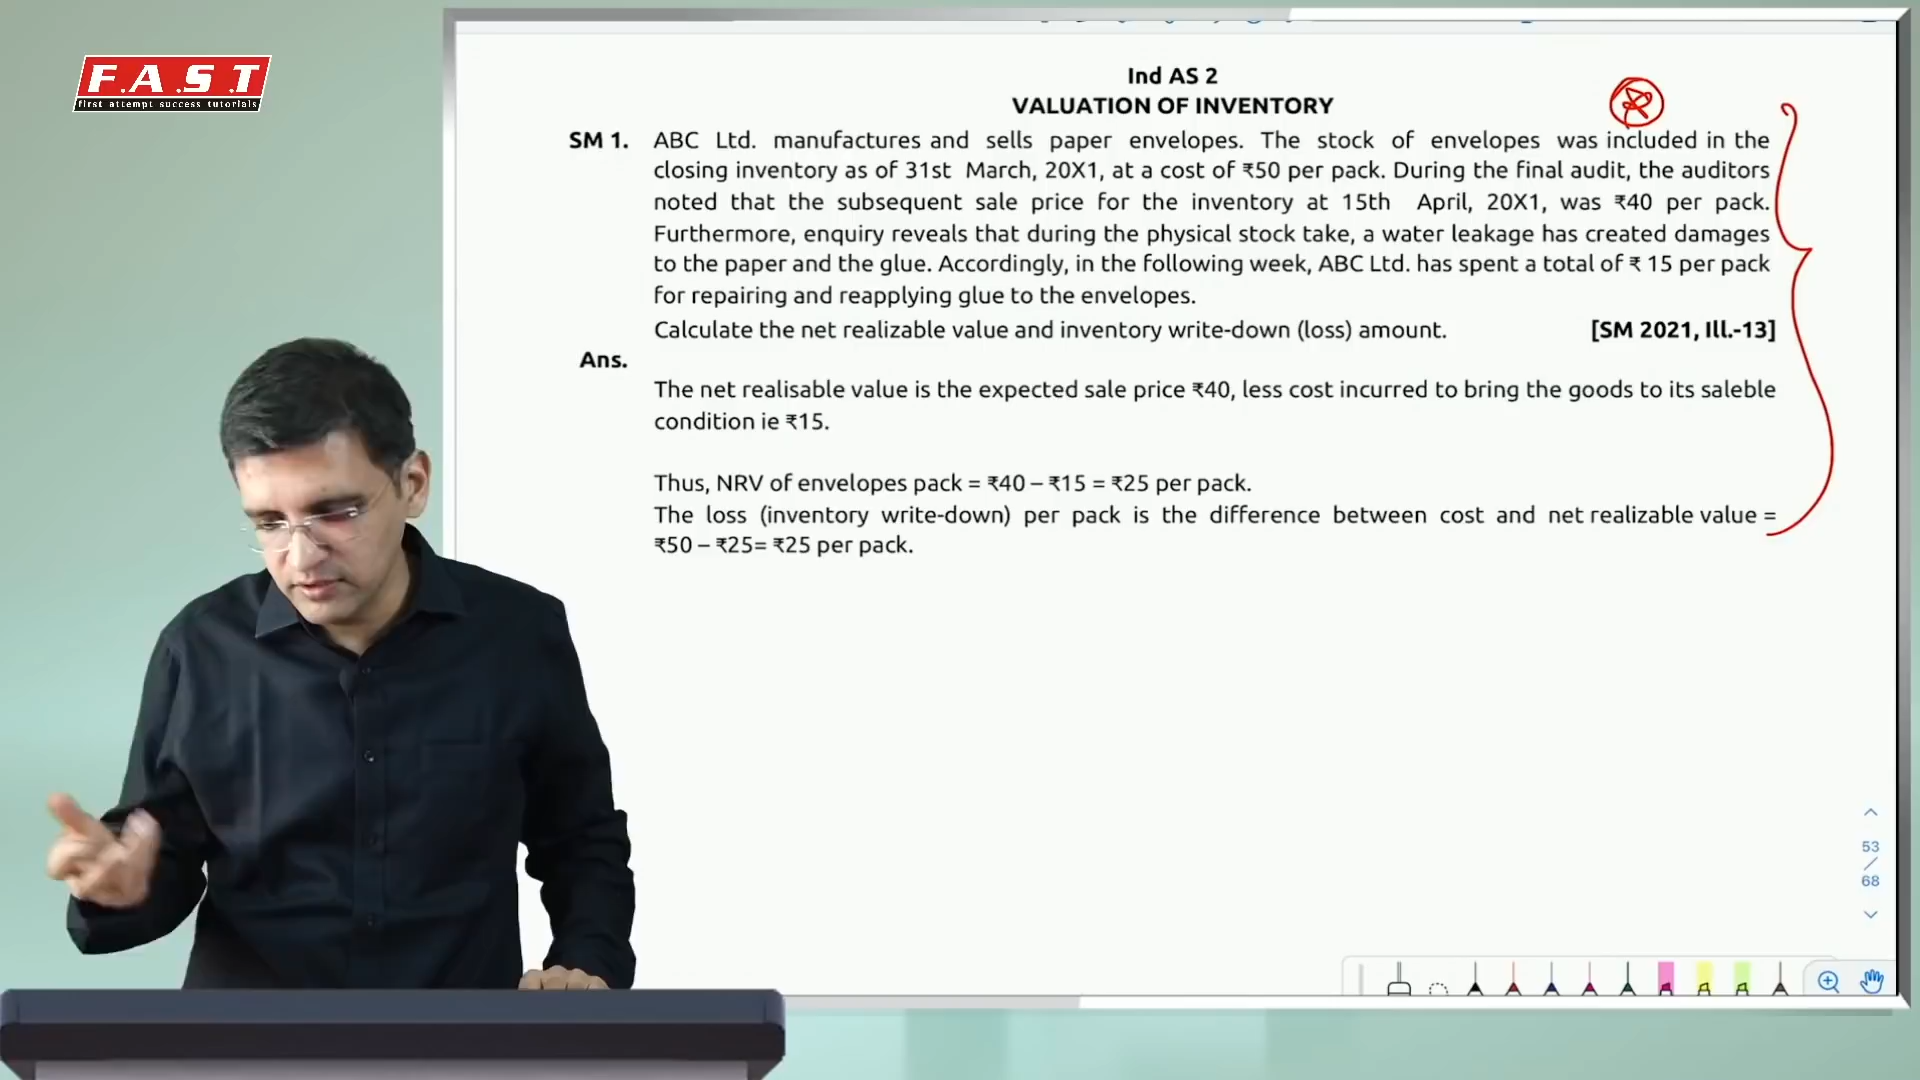 F.A.S.T
first attempt success tutorials
Ind AS 2
VALUATION OF INVENTORY
R
SM 1. ABC Ltd. manufactures and sells paper envelopes. The stock of envelopes was included in the
closing inventory as of 31st March, 20X1, at a cost of ₹50 per pack. During the final audit, the auditors
noted that the subsequent sale price for the inventory at 15th April, 20X1, was ₹40 per pack.
Furthermore, enquiry reveals that during the physical stock take, a water leakage has created damages
to the paper and the glue. Accordingly, in the following week, ABC Ltd. has spent a total of ₹ 15 per pack
for repairing and reapplying glue to the envelopes.
Calculate the net realizable value and inventory write-down (loss) amount. [SM 2021, Ill.-13]
Ans.
The net realisable value is the expected sale price ₹40, less cost incurred to bring the goods to its saleble
condition ie ₹15.
Thus, NRV of envelopes pack = ₹40 – ₹15 = ₹25 per pack.
The loss (inventory write-down) per pack is the difference between cost and net realizable value =
₹50 – ₹25= ₹25 per pack.
53
/
68